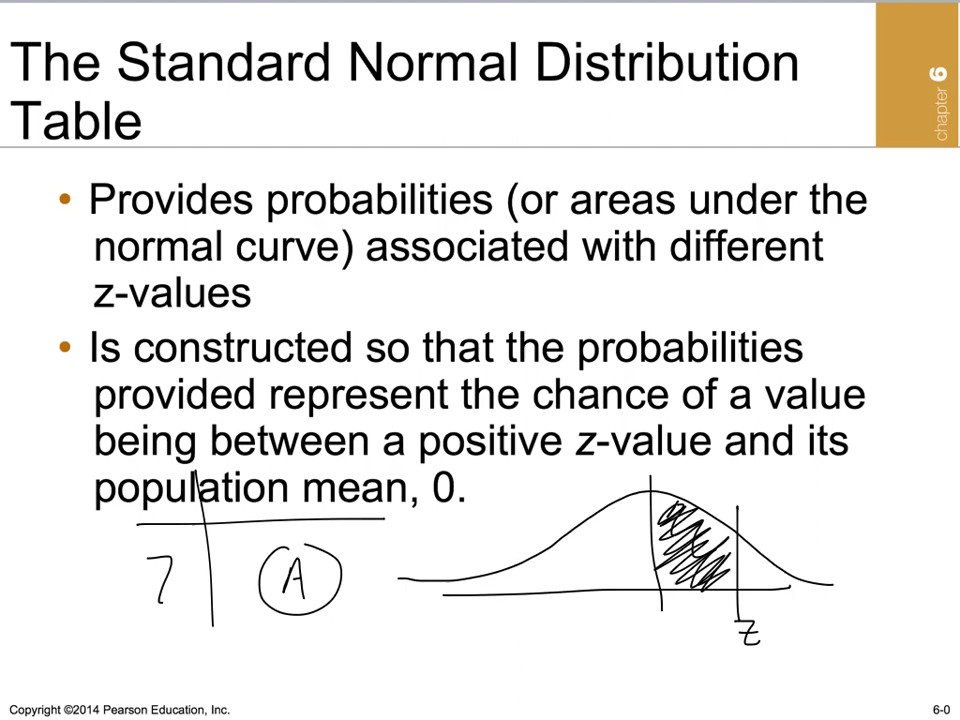 The Standard Normal Distribution
Table
chapter 6
• Provides probabilities (or areas under the
normal curve) associated with different
z-values
• Is constructed so that the probabilities
provided represent the chance of a value
being between a positive z-value and its
population mean, 0.
A
z
Copyright ©2014 Pearson Education, Inc.
6-0